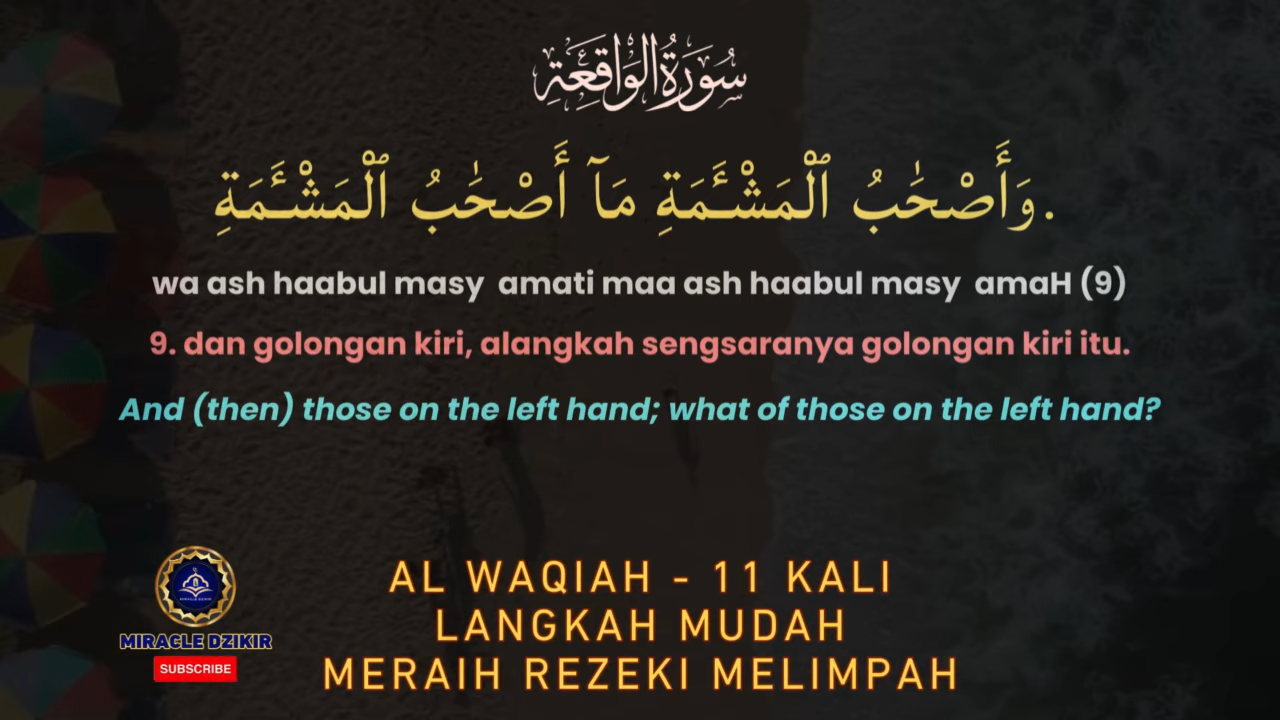 سُورَةُ الْوَاقِعَةِ
وَأَصْحَٰبُ ٱلْمَشْـَٔمَةِ مَآ أَصْحَٰبُ ٱلْمَشْـَٔمَةِ.
wa ash haabul masy amati maa ash haabul masy amaH (9)
9. dan golongan kiri, alangkah sengsaranya golongan kiri itu.
And (then) those on the left hand; what of those on the left hand?
AL WAQIAH - 11 KALI
LANGKAH MUDAH
MERAIH REZEKI MELIMPAH
MIRACLE DZIKIR
SUBSCRIBE